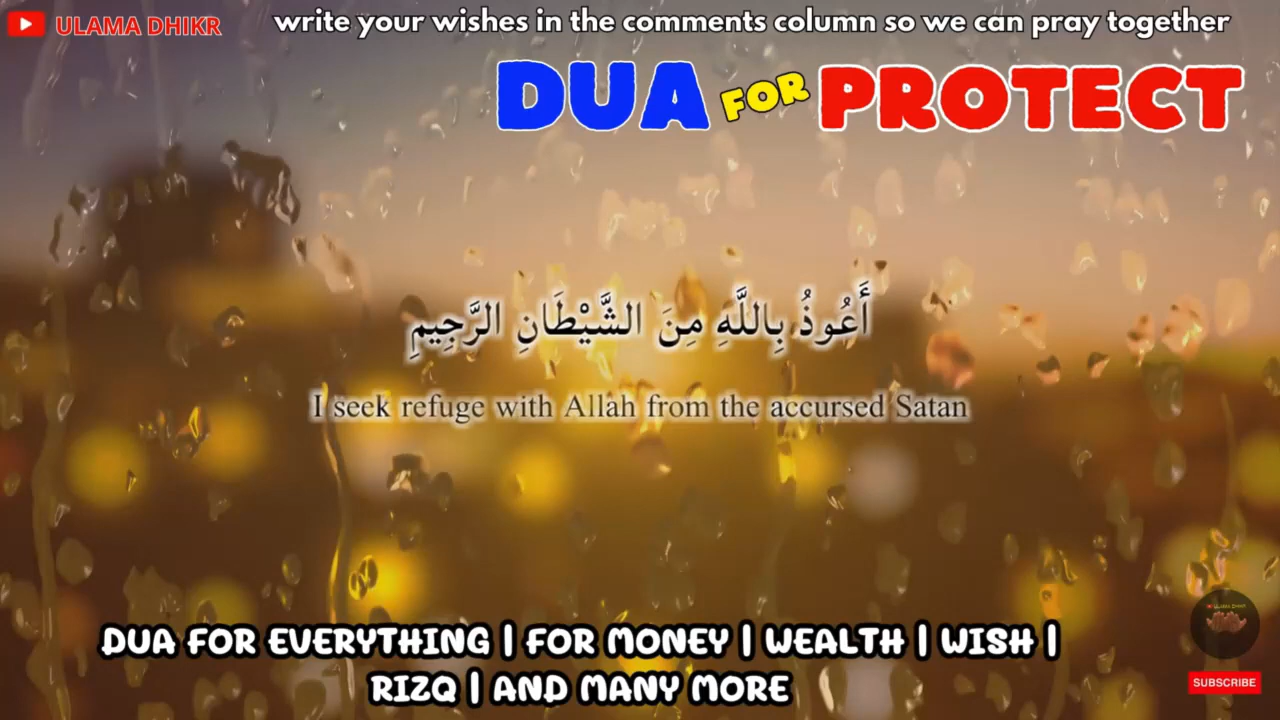 ULAMA DHIKR
write your wishes in the comments column so we can pray together
DUA FOR PROTECT
أَعُوذُ بِاللَّهِ مِنَ الشَّيْطَانِ الرَّجِيمِ
I seek refuge with Allah from the accursed Satan
DUA FOR EVERYTHING | FOR MONEY | WEALTH | WISH |
RIZQ | AND MANY MORE
ULAMA DHIKR
SUBSCRIBE